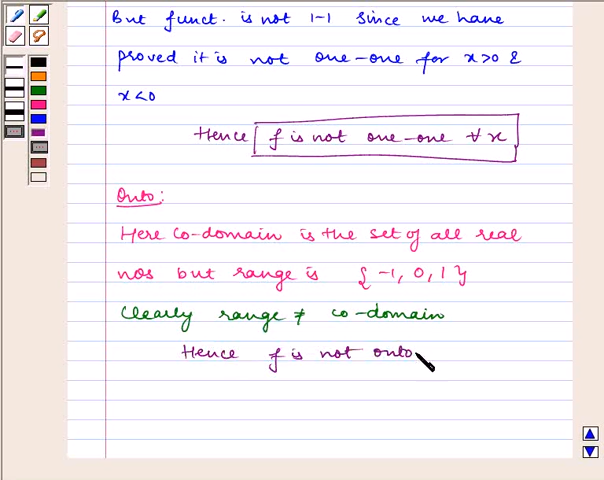 But funct. is not 1-1 since we have
proved it is not one-one for x>0 &
x<0
Hence f is not one-one ∀ x
Onto:
Here co-domain is the set of all real
nos but range is {-1, 0, 1}
Clearly range ≠ co-domain
Hence f is not onto